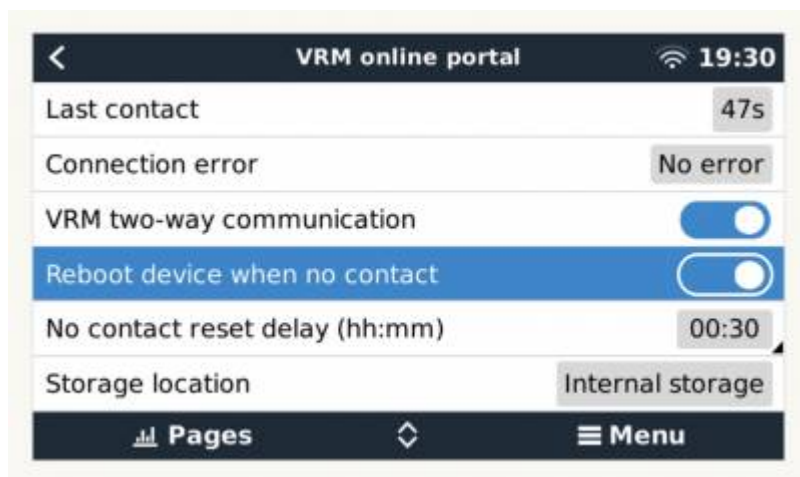 VRM online portal 19:30
Last contact 47s
Connection error No error
VRM two-way communication
Reboot device when no contact
No contact reset delay (hh:mm) 00:30
Storage location Internal storage
Pages Menu